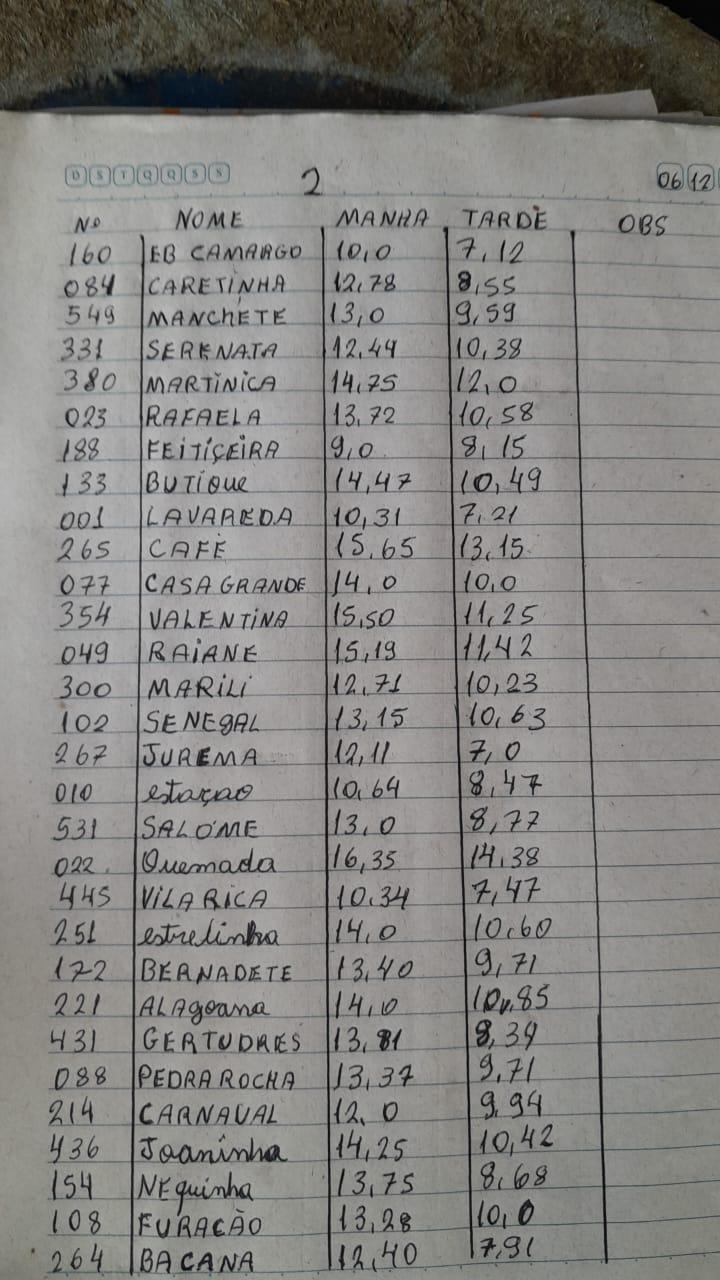 D S T Q Q S S 2 06 12
Nº NOME MANHA TARDE OBS
160 EB CAMARGO 10,0 7,12
084 CARETINHA 12,78 8,55
549 MANCHETE 13,0 9,59
331 SERENATA 12,44 10,38
380 MARTINICA 14,75 12,0
023 RAFAELA 13,72 10,58
188 FEITIÇEIRA 9,0 8,15
133 BUTIQUE 14,47 10,49
001 LAVAREDA 10,31 7,21
265 CAFÉ 15,65 13,15
077 CASA GRANDE 14,0 10,0
354 VALENTINA 15,50 11,25
049 RAIANE 15,19 11,42
300 MARILI 12,71 10,23
102 SENEGAL 13,15 10,63
267 JUREMA 12,11 7,0
010 estaçao 10,64 8,47
531 SALOME 13,0 8,77
022 Queimada 16,35 14,38
445 VILA RICA 10,34 7,47
251 estrelinha 14,0 10,60
172 BERNADETE 13,40 9,71
221 ALAgoana 14,0 10,85
431 GERTUDRES 13,81 8,39
088 PEDRA ROCHA 13,37 9,71
214 CARNAVAL 12,0 9,94
436 Joaninha 14,25 10,42
154 NEquinha 13,75 8,68
108 FURACÃO 13,28 10,0
264 BACANA 12,40 7,91